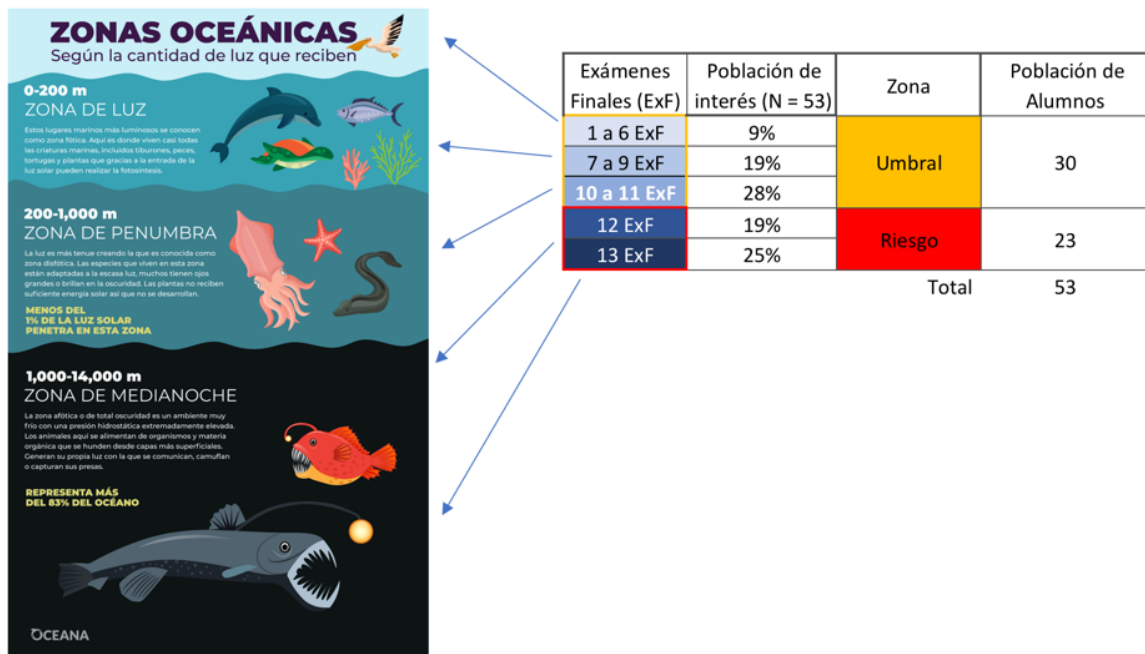 ZONAS OCEÁNICAS
Según la cantidad de luz que reciben
0-200 m
ZONA DE LUZ
Estos lugares marinos más luminosos se conocen
como zona fótica. Aquí es donde viven casi todas
las criaturas marinas, incluidos tiburones, peces,
tortugas y plantas que gracias a la entrada de la
luz solar pueden realizar la fotosíntesis.
200-1,000 m
ZONA DE PENUMBRA
La luz es más tenue creando la que es conocida como
zona disfótica. Las especies que viven en esta zona
están adaptadas a la escasa luz, muchos tienen ojos
grandes o brillan en la oscuridad. Las plantas no reciben
suficiente energía solar así que no se desarrollan.
MENOS DEL
1% DE LA LUZ SOLAR
PENETRA EN ESTA ZONA
1,000-14,000 m
ZONA DE MEDIANOCHE
La zona afótica o de total oscuridad es un ambiente muy
frío con una presión hidrostática extremadamente elevada.
Los animales aquí se alimentan de organismos y materia
orgánica que se hunden desde capas más superficiales.
Generan su propia luz con la que se comunican, camuflan
o capturan sus presas.
REPRESENTA MÁS
DEL 83% DEL OCÉANO
OCEANA
Exámenes Finales (ExF) Población de interés (N = 53) Zona Población de Alumnos
1 a 6 ExF 9%
7 a 9 ExF 19% Umbral 30
10 a 11 ExF 28%
12 ExF 19% Riesgo 23
13 ExF 25%
Total 53